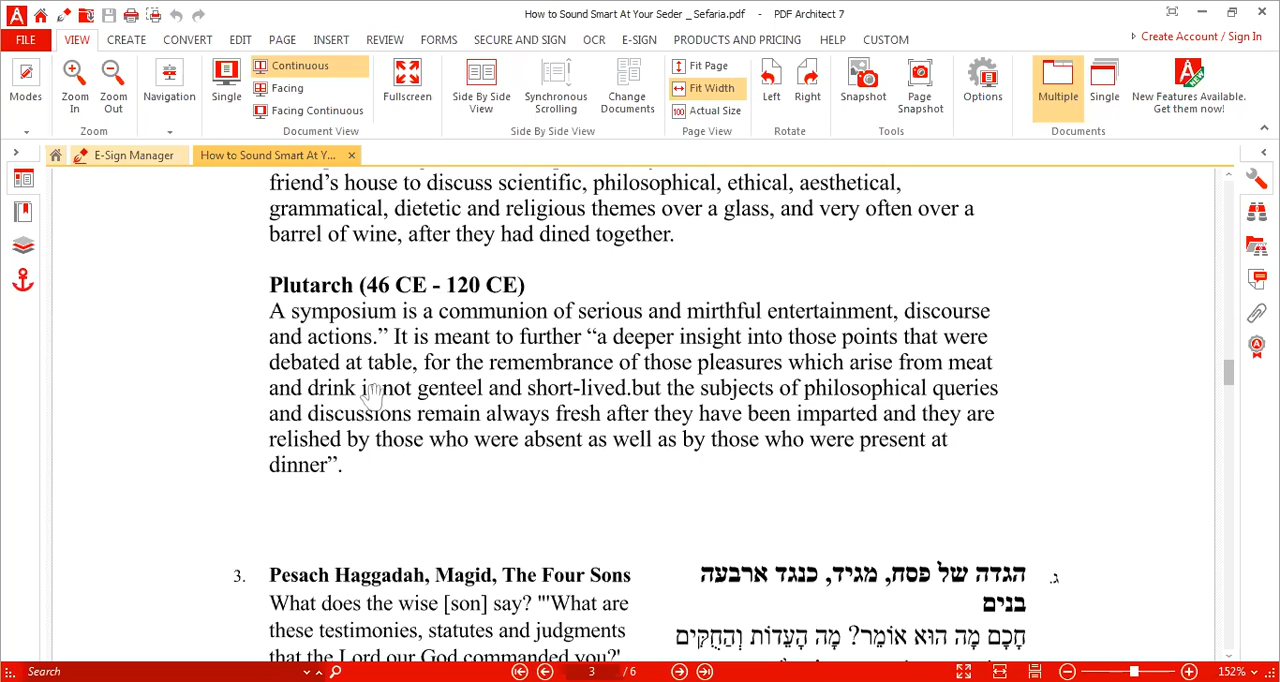 How to Sound Smart At Your Seder _ Sefaria.pdf - PDF Architect 7
FILE VIEW CREATE CONVERT EDIT PAGE INSERT REVIEW FORMS SECURE AND SIGN OCR E-SIGN PRODUCTS AND PRICING HELP CUSTOM Create Account / Sign In
Modes
Zoom In
Zoom Out
Zoom
Navigation
Single
Continuous
Facing
Facing Continuous
Document View
Fullscreen
Side By Side View
Synchronous Scrolling
Change Documents
Side By Side View
Fit Page
Fit Width
100 Actual Size
Page View
Left
Right
Rotate
Snapshot
Page Snapshot
Tools
Options
Multiple
Single
Documents
New Features Available.
Get them now!
NEW
E-Sign Manager How to Sound Smart At Y... ×
friend’s house to discuss scientific, philosophical, ethical, aesthetical,
grammatical, dietetic and religious themes over a glass, and very often over a
barrel of wine, after they had dined together.
Plutarch (46 CE - 120 CE)
A symposium is a communion of serious and mirthful entertainment, discourse
and actions.” It is meant to further “a deeper insight into those points that were
debated at table, for the remembrance of those pleasures which arise from meat
and drink is not genteel and short-lived.but the subjects of philosophical queries
and discussions remain always fresh after they have been imparted and they are
relished by those who were absent as well as by those who were present at
dinner”.
3. Pesach Haggadah, Magid, The Four Sons
What does the wise [son] say? "'What are
these testimonies, statutes and judgments
that the Lord our God commanded you?'
ג. הגדה של פסח, מגיד, כנגד ארבעה
בנים
חָכָם מָה הוּא אוֹמֵר? מָה הָעֵדוֹת וְהַחֻקִּים
Search 3 / 6 152%